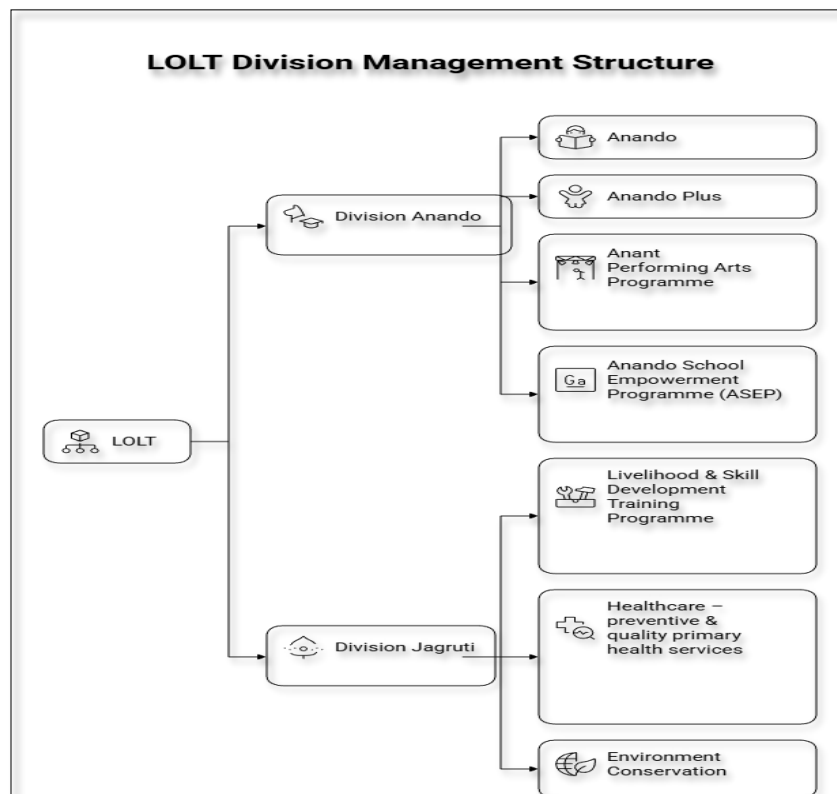 LOLT Division Management Structure
Anando
Anando Plus
Division Anando
Anant
Performing Arts
Programme
Ga
Anando School
Empowerment
Programme (ASEP)
LOLT
Livelihood & Skill
Development
Training
Programme
Healthcare –
preventive &
quality primary
health services
Division Jagruti
Environment
Conservation